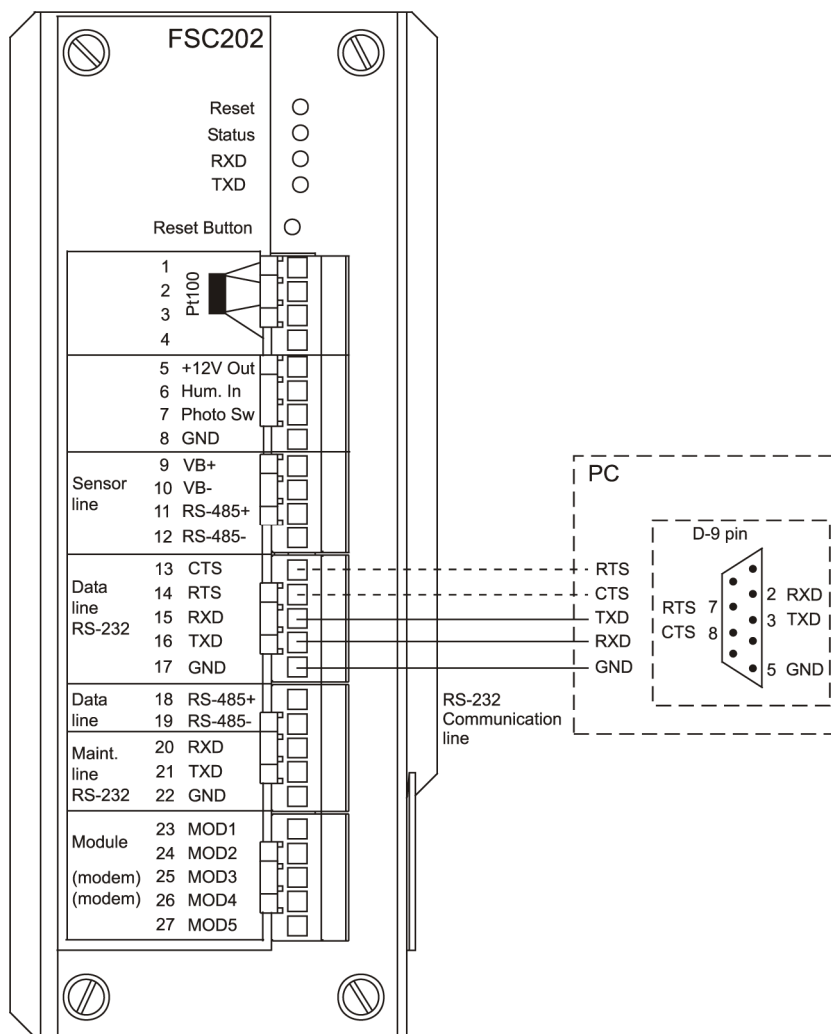 FSC202
Reset
Status
RXD
TXD
Reset Button
1
2
3
4
Pt100
5 +12V Out
6 Hum. In
7 Photo Sw
8 GND
Sensor
line
9 VB+
10 VB-
11 RS-485+
12 RS-485-
Data
line
RS-232
13 CTS
14 RTS
15 RXD
16 TXD
17 GND
Data
line
18 RS-485+
19 RS-485-
Maint.
line
RS-232
20 RXD
21 TXD
22 GND
Module
(modem)
(modem)
23 MOD1
24 MOD2
25 MOD3
26 MOD4
27 MOD5
RTS
CTS
TXD
RXD
GND
RS-232
Communication
line
PC
D-9 pin
RTS 7
CTS 8
2 RXD
3 TXD
5 GND